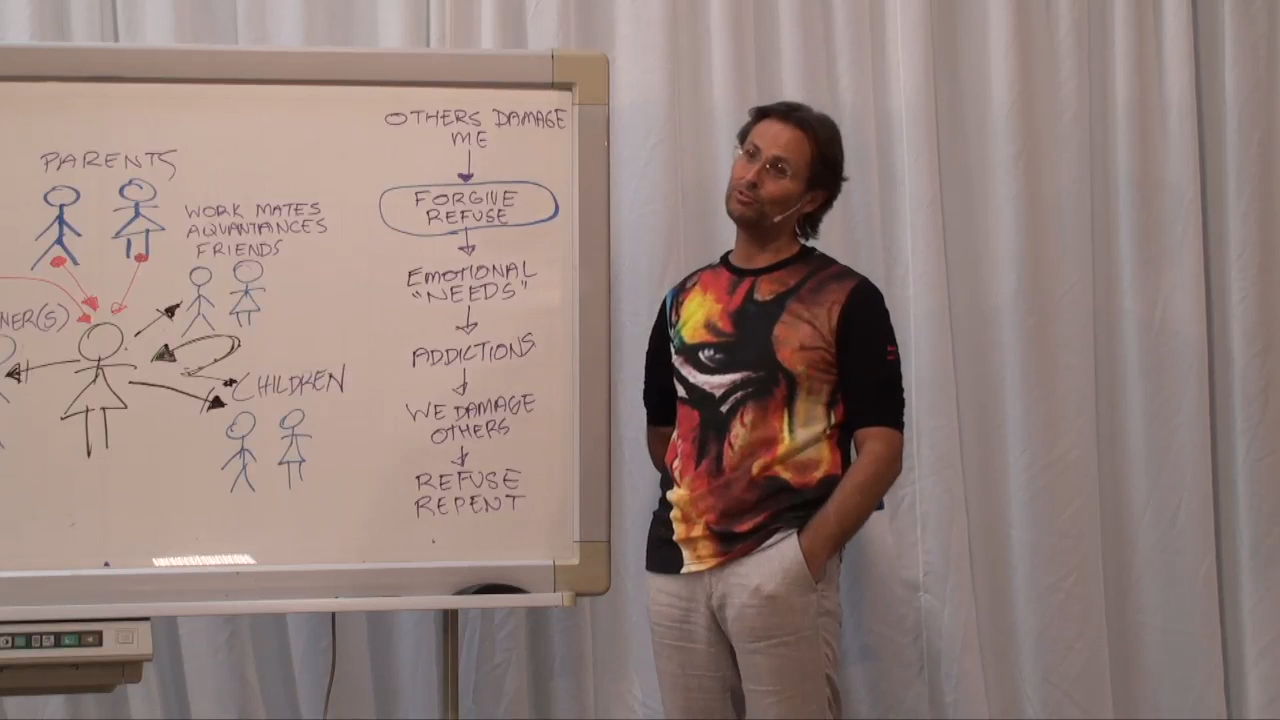 PARENTS
WORK MATES
AQUANTIANCES
FRIENDS
NER(S)
CHILDREN
OTHERS DAMAGE
ME
FORGIVE
REFUSE
EMOTIONAL
"NEEDS"
ADDICTIONS
WE DAMAGE
OTHERS
REFUSE
REPENT